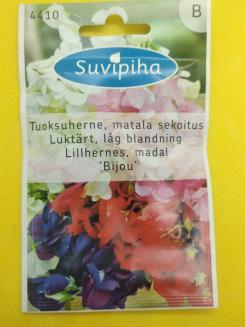 4410
B
Suvipiha
Tuoksuherne, matala sekoitus
Luktärt, låg blandning
Lillhernes, madal
'Bijou'